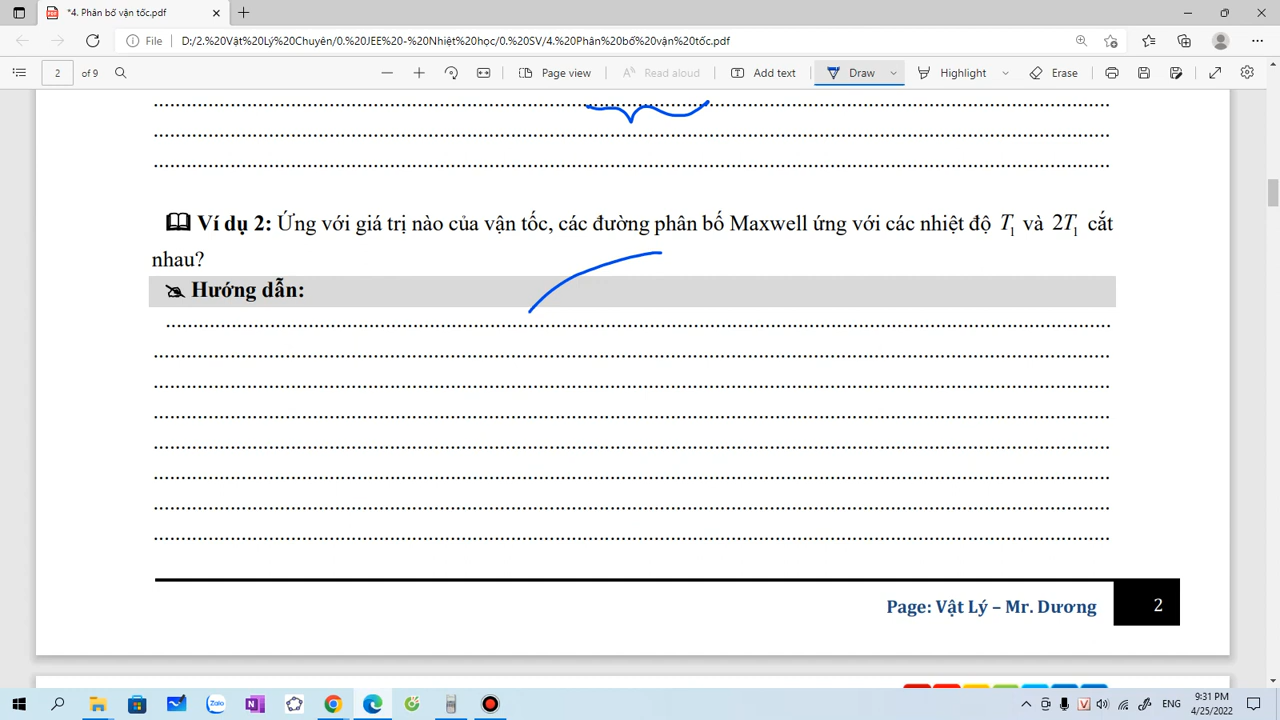 *4. Phân bố vận tốc.pdf
File D:/2.%20Vật%20Lý%20Chuyên/0.%20JEE%20-%20Nhiệt%20học/0.%20SV/4.%20Phân%20bố%20vận%20tốc.pdf
2 of 9 Page view Read aloud Add text Draw Highlight Erase
Ví dụ 2: Ứng với giá trị nào của vận tốc, các đường phân bố Maxwell ứng với các nhiệt độ T₁ và 2T₁ cắt
nhau?
Hướng dẫn:
Page: Vật Lý – Mr. Dương 2
Zalo
V ENG
9:31 PM
4/25/2022